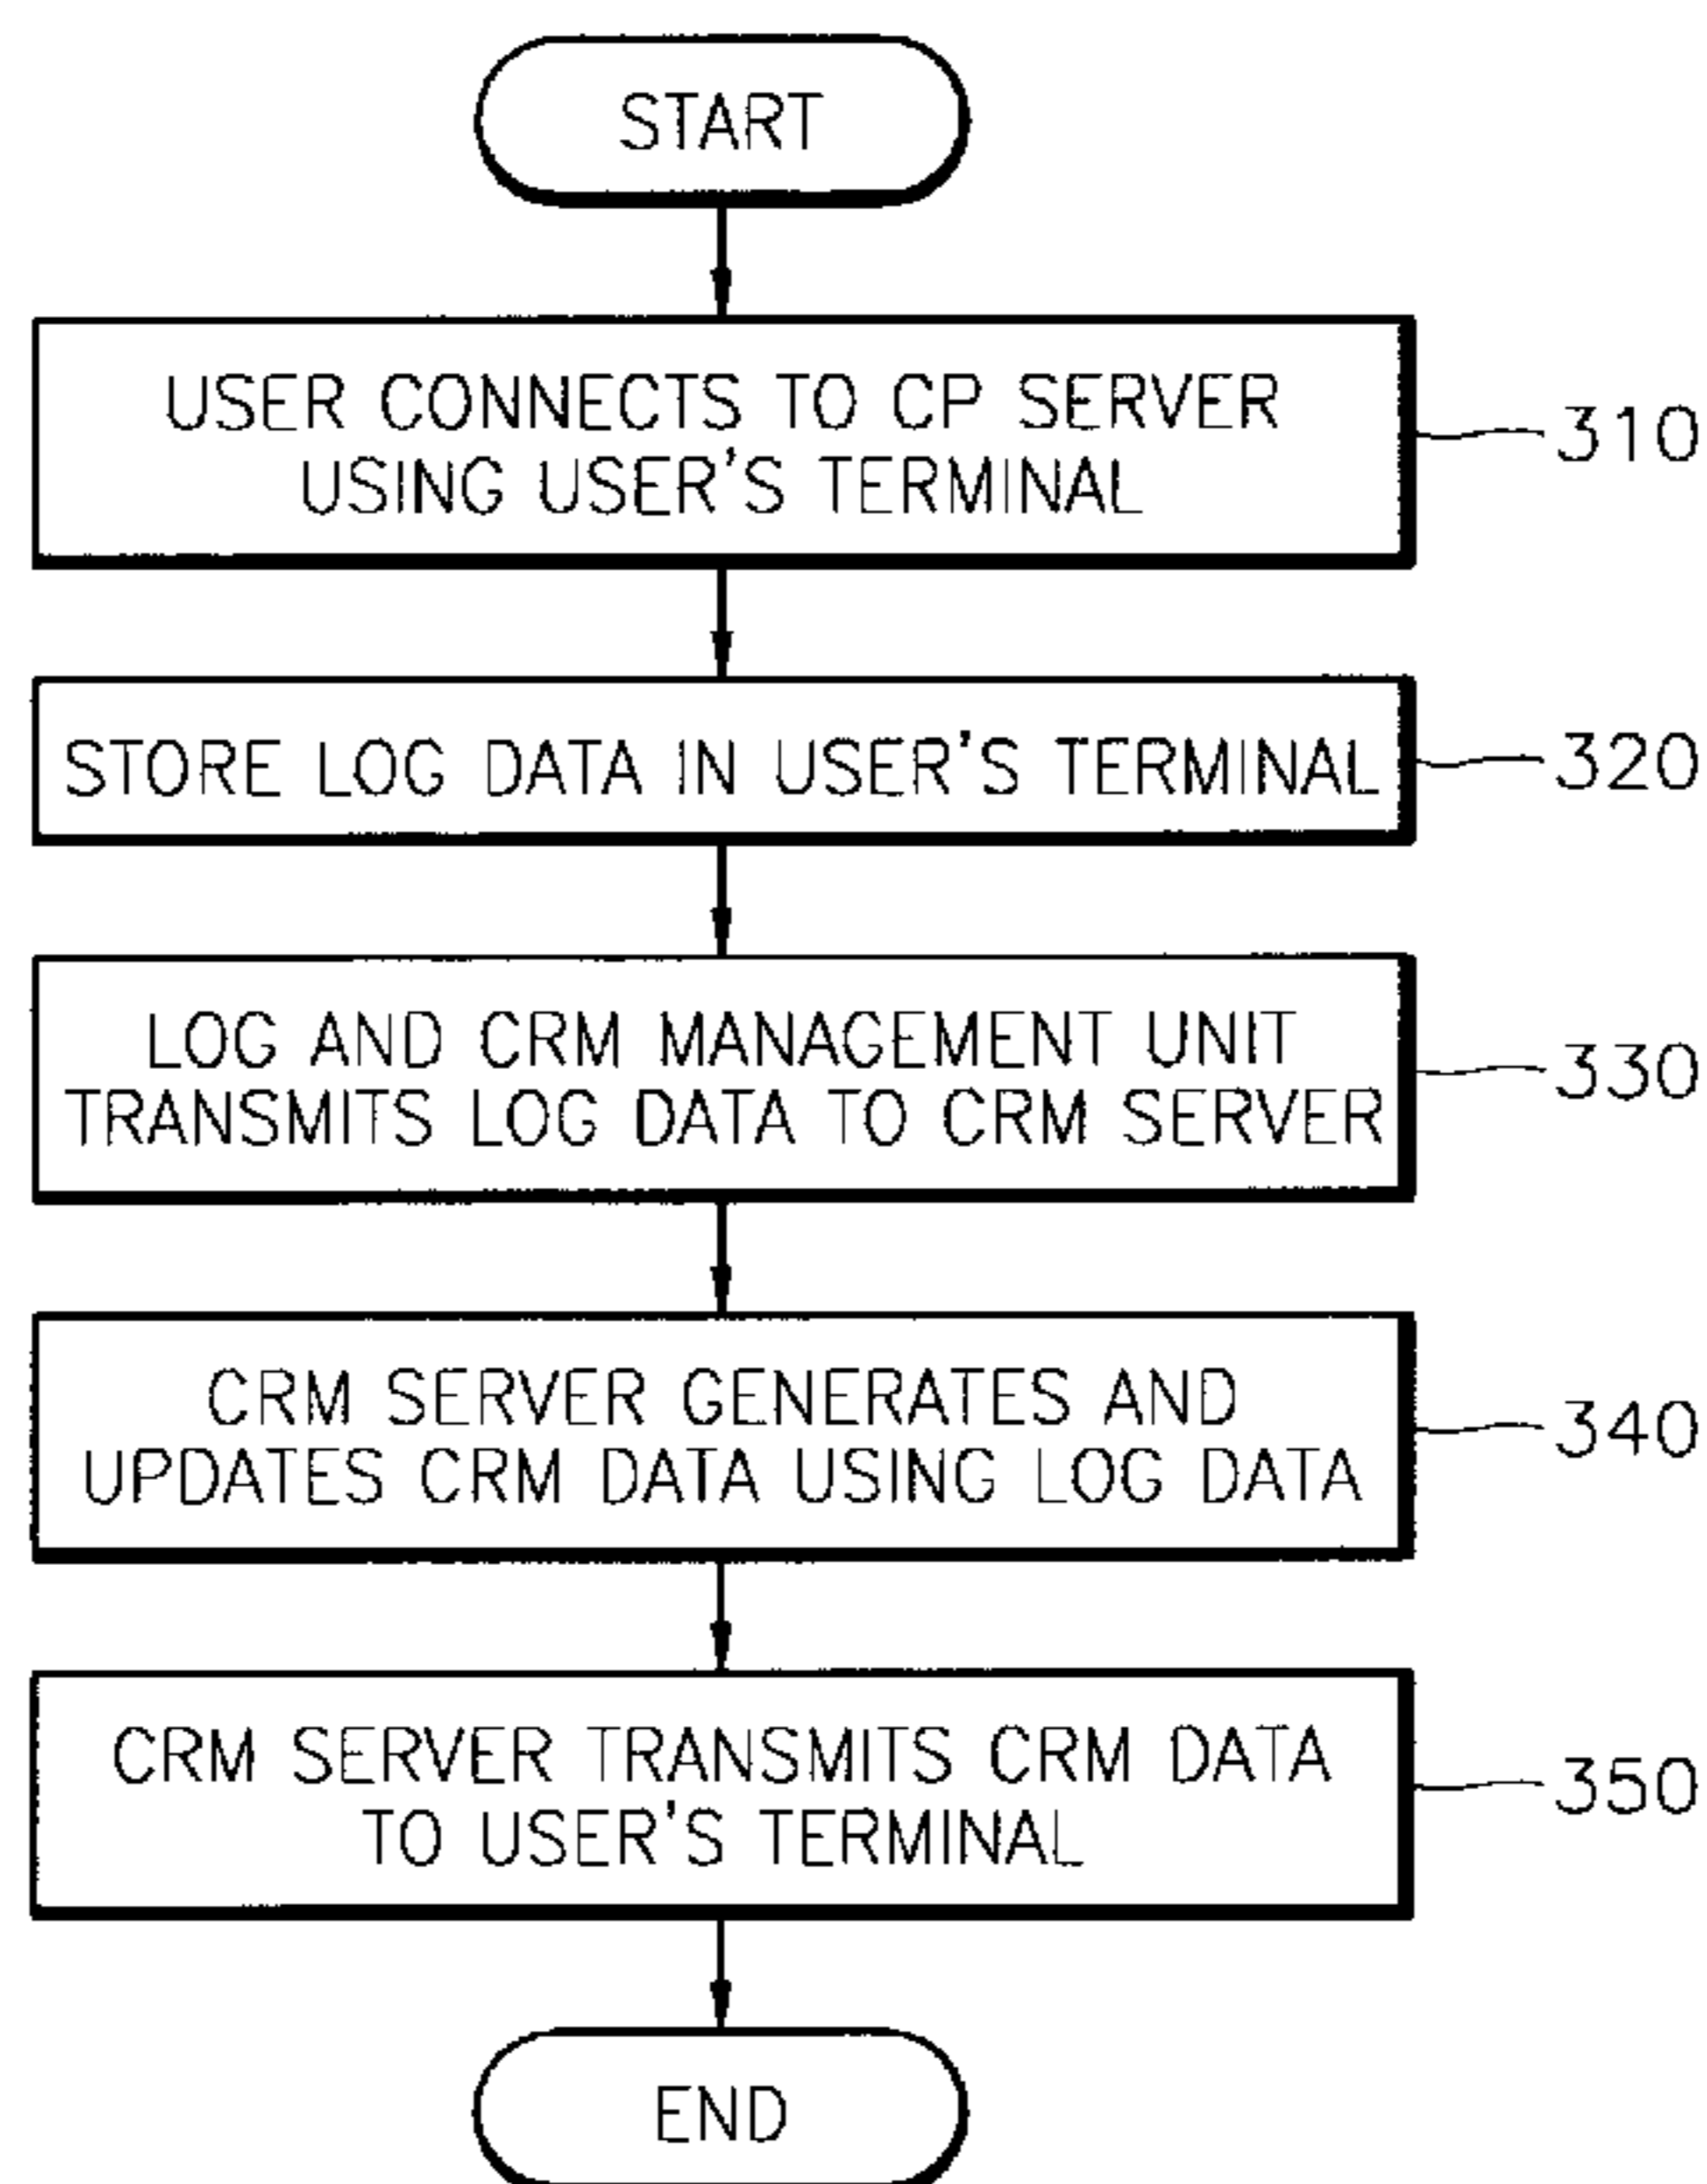 START
USER CONNECTS TO CP SERVER
USING USER'S TERMINAL
310
STORE LOG DATA IN USER'S TERMINAL
320
LOG AND CRM MANAGEMENT UNIT
TRANSMITS LOG DATA TO CRM SERVER
330
CRM SERVER GENERATES AND
UPDATES CRM DATA USING LOG DATA
340
CRM SERVER TRANSMITS CRM DATA
TO USER'S TERMINAL
350
END